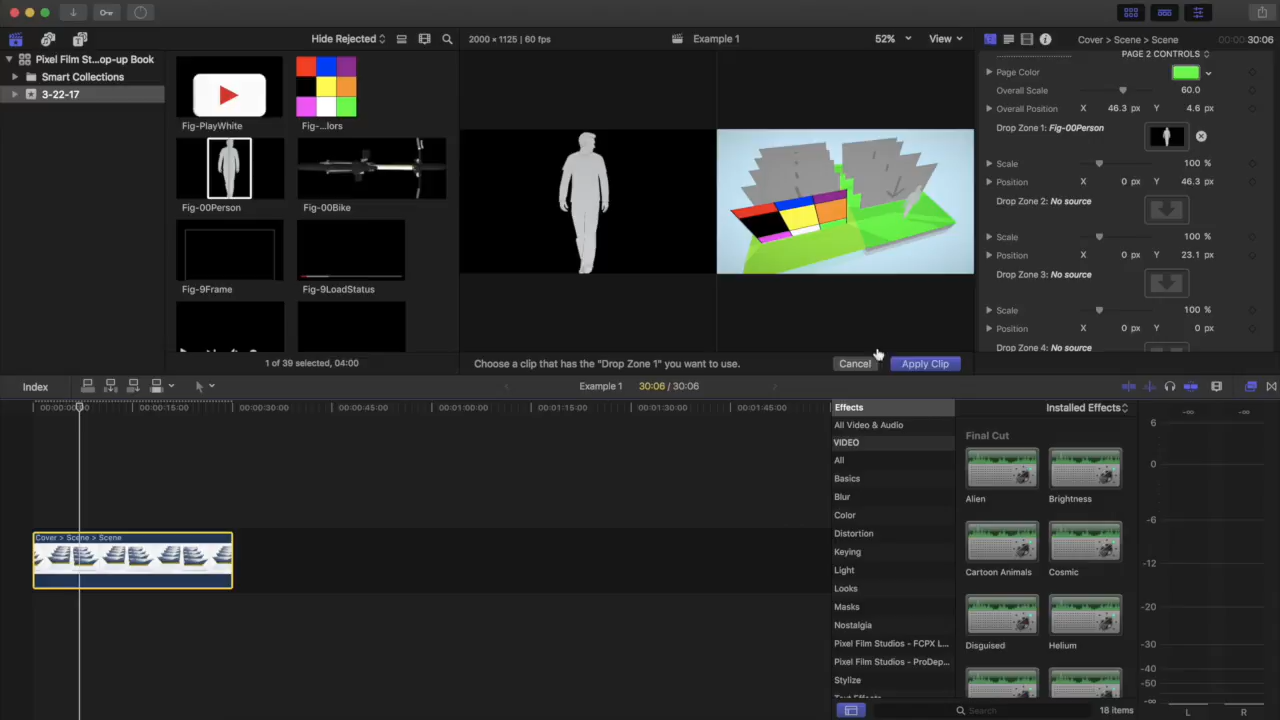 Hide Rejected
2000 × 1125 | 60 fps
Example 1
52%
View
Cover > Scene > Scene
00:00:30:06
Pixel Film St...op-up Book
Smart Collections
3-22-17
Fig-PlayWhite
Fig-...lors
Fig-00Person
Fig-00Bike
Fig-9Frame
Fig-9LoadStatus
1 of 39 selected, 04:00
Choose a clip that has the "Drop Zone 1" you want to use.
Cancel
Apply Clip
PAGE 2 CONTROLS
Page Color
Overall Scale
60.0
Overall Position
X
46.3 px
Y
4.6 px
Drop Zone 1: Fig-00Person
Scale
100 %
Position
X
0 px
Y
46.3 px
Drop Zone 2: No source
Scale
100 %
Position
X
0 px
Y
23.1 px
Drop Zone 3: No source
Scale
100 %
Position
X
0 px
Y
0 px
Drop Zone 4: No source
Index
Example 1
30:06 / 30:06
00:00:15:00
00:00:30:00
00:00:45:00
00:01:00:00
00:01:15:00
00:01:30:00
00:01:45:00
Cover > Scene > Scene
Effects
All Video & Audio
VIDEO
All
Basics
Blur
Color
Distortion
Keying
Light
Looks
Masks
Nostalgia
Pixel Film Studios - FCPX L...
Pixel Film Studios - ProDep...
Stylize
Text Effects
Installed Effects
Final Cut
Alien
Brightness
Cartoon Animals
Cosmic
Disguised
Helium
Search
18 items
-∞
-∞
6
0
-6
-12
-20
-30
-40
-50
-∞
L
R